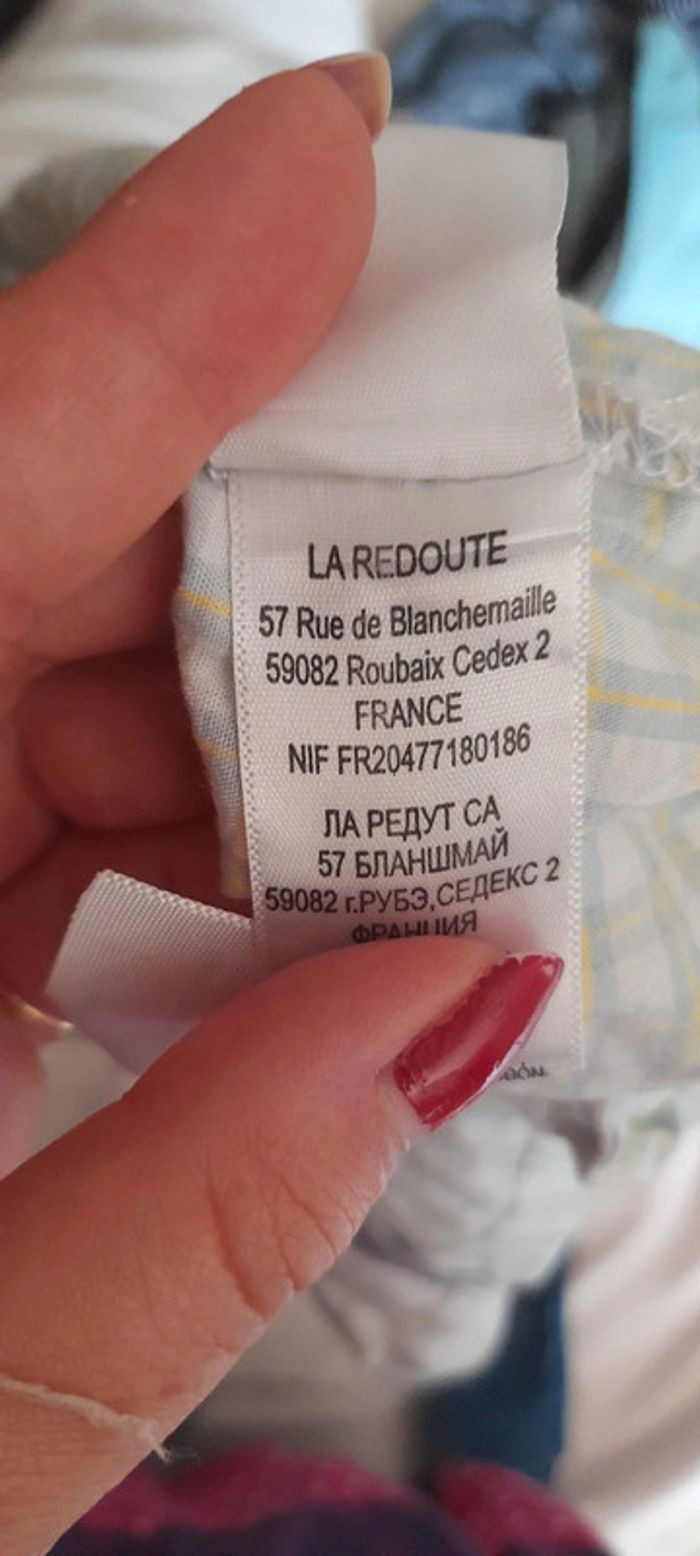 LA REDOUTE
57 Rue de Blanchemaille
59082 Roubaix Cedex 2
FRANCE
NIF FR20477180186
ЛА РЕДУТ СА
57 БЛАНШМАЙ
59082 г.РУБЭ,СЕДЕКС 2
ФРАНЦИЯ